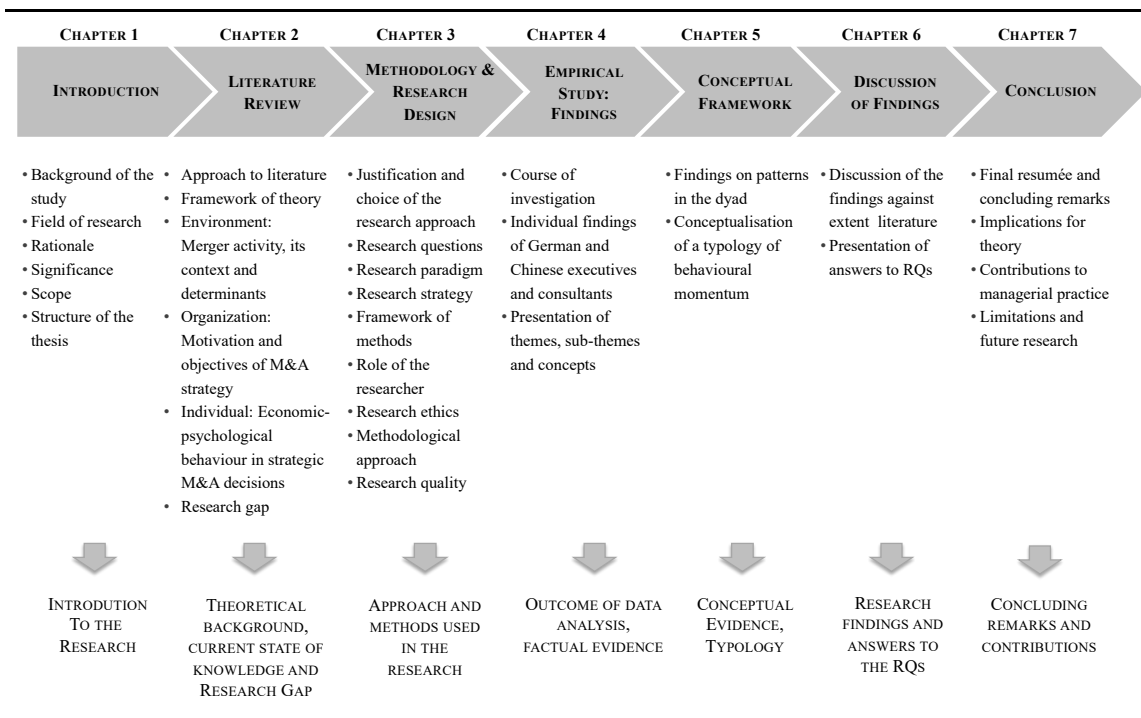 CHAPTER 1
INTRODUCTION
• Background of the
study
• Field of research
• Rationale
• Significance
• Scope
• Structure of the
thesis
INTRODUTION
TO THE
RESEARCH
CHAPTER 2
LITERATURE
REVIEW
• Approach to literature
• Framework of theory
• Environment:
Merger activity, its
context and
determinants
• Organization:
Motivation and
objectives of M&A
strategy
• Individual: Economic-
psychological
behaviour in strategic
M&A decisions
• Research gap
THEORETICAL
BACKGROUND,
CURRENT STATE OF
KNOWLEDGE AND
RESEARCH GAP
CHAPTER 3
METHODOLOGY &
RESEARCH
DESIGN
• Justification and
choice of the
research approach
• Research questions
• Research paradigm
• Research strategy
• Framework of
methods
• Role of the
researcher
• Research ethics
• Methodological
approach
• Research quality
APPROACH AND
METHODS USED
IN THE
RESEARCH
CHAPTER 4
EMPIRICAL
STUDY:
FINDINGS
• Course of
investigation
• Individual findings
of German and
Chinese executives
and consultants
• Presentation of
themes, sub-themes
and concepts
OUTCOME OF DATA
ANALYSIS,
FACTUAL EVIDENCE
CHAPTER 5
CONCEPTUAL
FRAMEWORK
• Findings on patterns
in the dyad
• Conceptualisation
of a typology of
behavioural
momentum
CONCEPTUAL
EVIDENCE,
TYPOLOGY
CHAPTER 6
DISCUSSION
OF FINDINGS
• Discussion of the
findings against
extent literature
• Presentation of
answers to RQs
RESEARCH
FINDINGS AND
ANSWERS TO
THE RQS
CHAPTER 7
CONCLUSION
• Final resumée and
concluding remarks
• Implications for
theory
• Contributions to
managerial practice
• Limitations and
future research
CONCLUDING
REMARKS AND
CONTRIBUTIONS